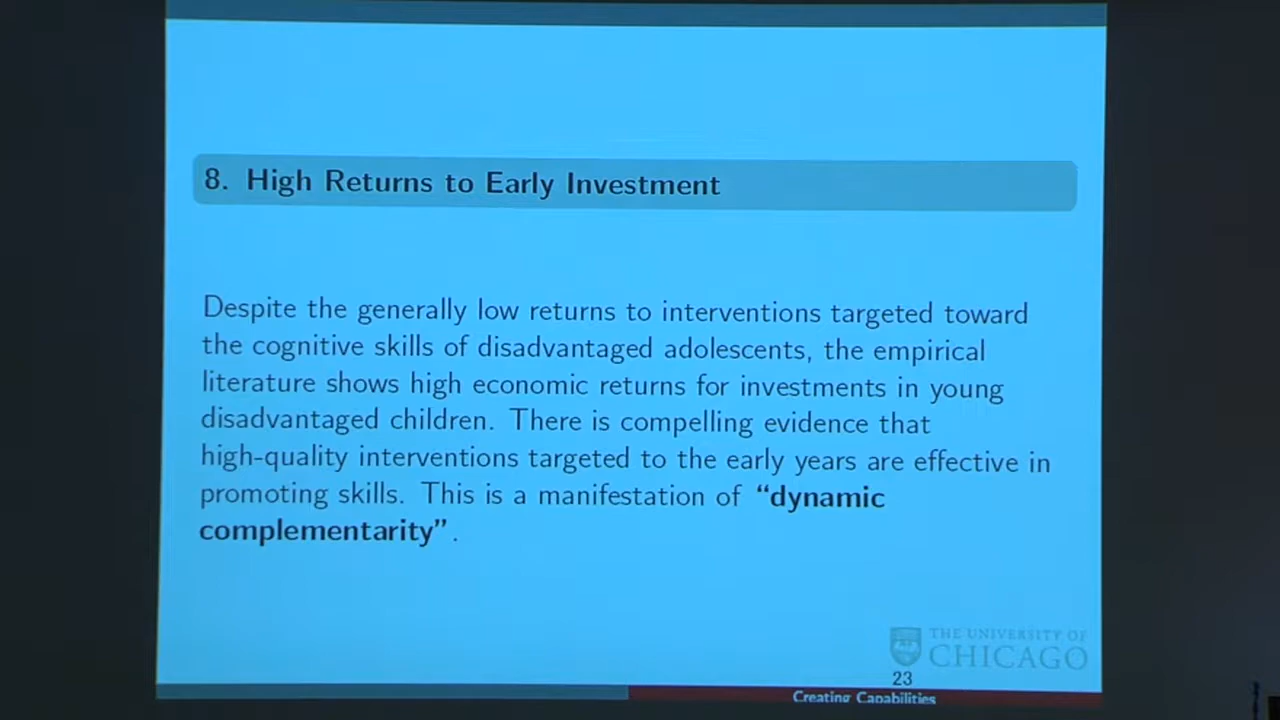 8. High Returns to Early Investment
Despite the generally low returns to interventions targeted toward
the cognitive skills of disadvantaged adolescents, the empirical
literature shows high economic returns for investments in young
disadvantaged children. There is compelling evidence that
high-quality interventions targeted to the early years are effective in
promoting skills. This is a manifestation of “dynamic
complementarity”.
THE UNIVERSITY OF
CHICAGO
23
Creating Capabilities